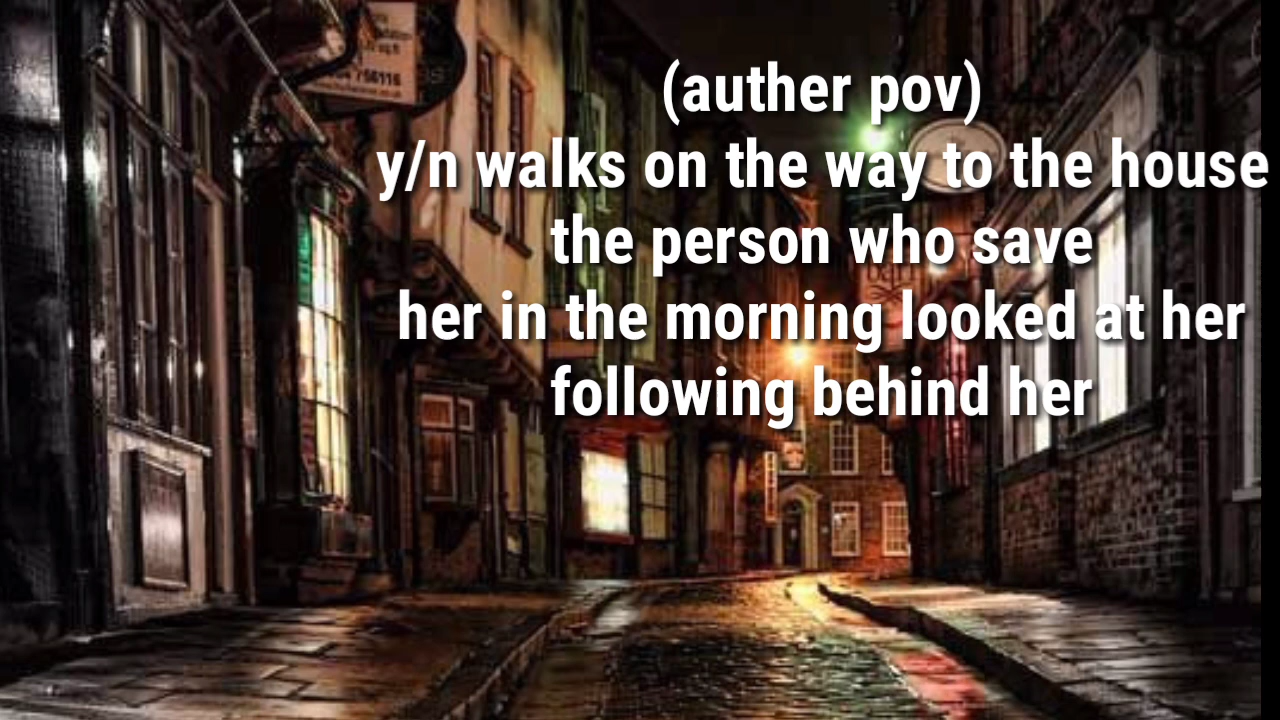 (auther pov)
y/n walks on the way to the house
the person who save
her in the morning looked at her
following behind her